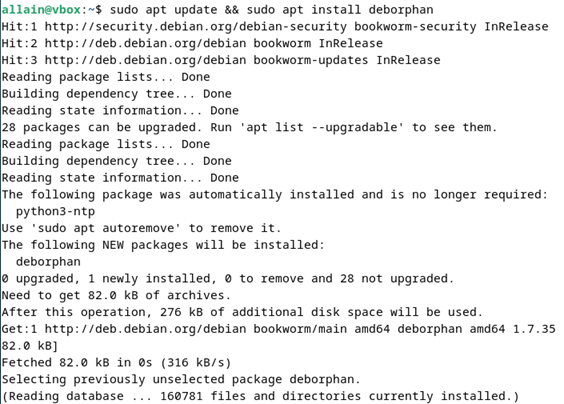 allain@vbox:~$ sudo apt update && sudo apt install deborphan
Hit:1 http://security.debian.org/debian-security bookworm-security InRelease
Hit:2 http://deb.debian.org/debian bookworm InRelease
Hit:3 http://deb.debian.org/debian bookworm-updates InRelease
Reading package lists... Done
Building dependency tree... Done
Reading state information... Done
28 packages can be upgraded. Run 'apt list --upgradable' to see them.
Reading package lists... Done
Building dependency tree... Done
Reading state information... Done
The following package was automatically installed and is no longer required:
  python3-ntp
Use 'sudo apt autoremove' to remove it.
The following NEW packages will be installed:
  deborphan
0 upgraded, 1 newly installed, 0 to remove and 28 not upgraded.
Need to get 82.0 kB of archives.
After this operation, 276 kB of additional disk space will be used.
Get:1 http://deb.debian.org/debian bookworm/main amd64 deborphan amd64 1.7.35
82.0 kB]
Fetched 82.0 kB in 0s (316 kB/s)
Selecting previously unselected package deborphan.
(Reading database ... 160781 files and directories currently installed.)